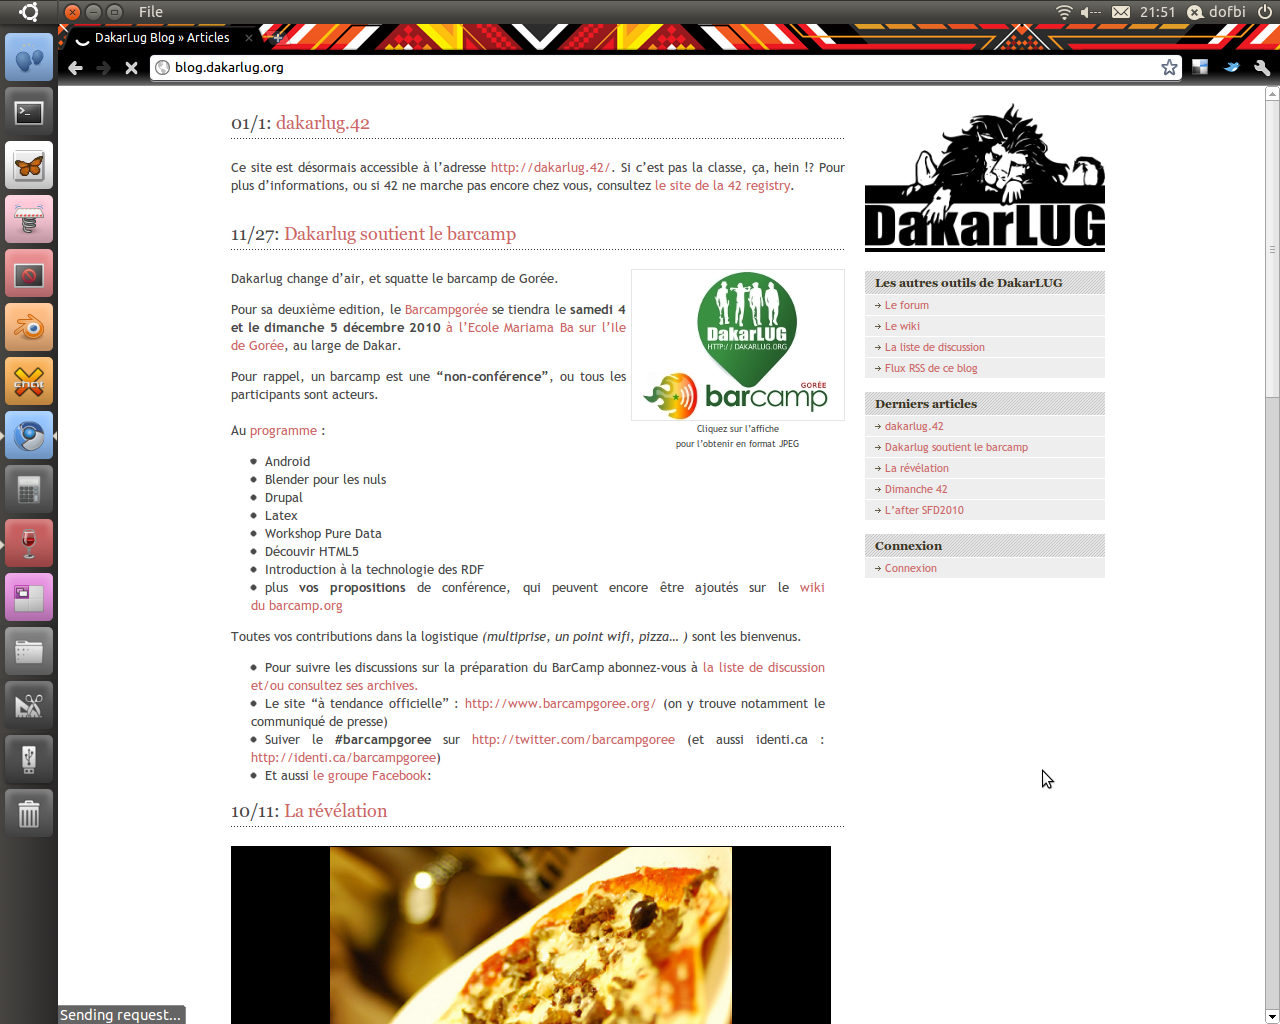 File
21:51
dofbi
DakarLug Blog » Articles
blog.dakarlug.org
01/1: dakarlug.42
Ce site est désormais accessible à l’adresse http://dakarlug.42/. Si c’est pas la classe, ça, hein !? Pour
plus d’informations, ou si 42 ne marche pas encore chez vous, consultez le site de la 42 registry.
11/27: Dakarlug soutient le barcamp
Dakarlug change d’air, et squatte le barcamp de Gorée.
Pour sa deuxième edition, le Barcampgorée se tiendra le samedi 4
et le dimanche 5 décembre 2010 à l’Ecole Mariama Ba sur l’Ile
de Gorée, au large de Dakar.
Pour rappel, un barcamp est une “non-conférence”, ou tous les
participants sont acteurs.
DakarLUG
HTTP:// DAKARLUG.ORG
GORÉE
barcamp
Cliquez sur l’affiche
pour l’obtenir en format JPEG
Au programme :
Android
Blender pour les nuls
Drupal
Latex
Workshop Pure Data
Découvir HTML5
Introduction à la technologie des RDF
plus vos propositions de conférence, qui peuvent encore être ajoutés sur le wiki
du barcamp.org
Toutes vos contributions dans la logistique (multiprise, un point wifi, pizza… ) sont les bienvenus.
Pour suivre les discussions sur la préparation du BarCamp abonnez-vous à la liste de discussion
et/ou consultez ses archives.
Le site “à tendance officielle” : http://www.barcampgoree.org/ (on y trouve notamment le
communiqué de presse)
Suiver le #barcampgoree sur http://twitter.com/barcampgoree (et aussi identi.ca :
http://identi.ca/barcampgoree)
Et aussi le groupe Facebook:
10/11: La révélation
DakarLUG
Les autres outils de DakarLUG
Le forum
Le wiki
La liste de discussion
Flux RSS de ce blog
Derniers articles
dakarlug.42
Dakarlug soutient le barcamp
La révélation
Dimanche 42
L’after SFD2010
Connexion
Connexion
Sending request...